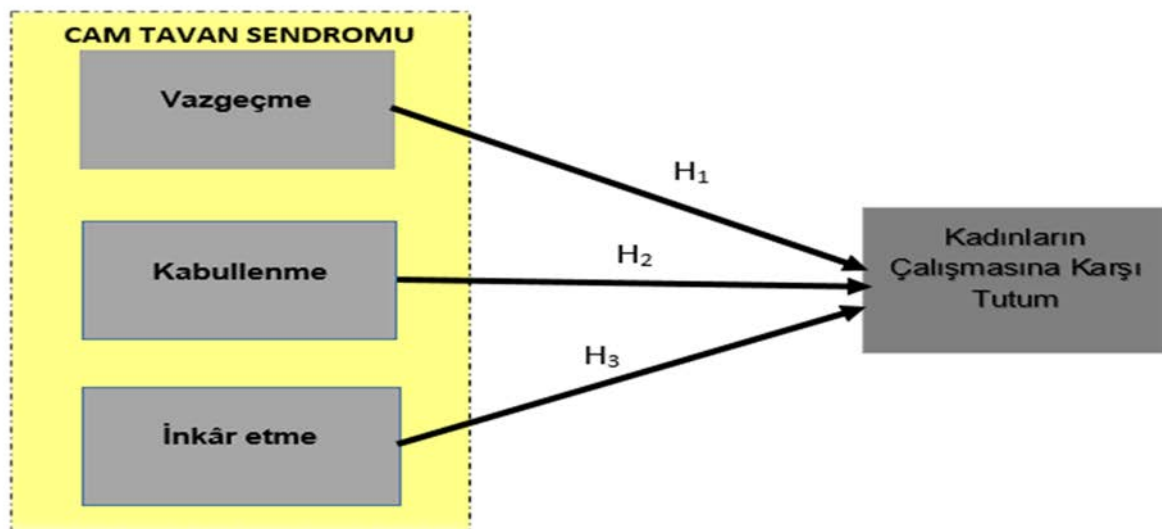 CAM TAVAN SENDROMU
Vazgeçme
H₁
Kabullenme
H₂
İnkâr etme
H₃
Kadınların
Çalışmasına Karşı
Tutum